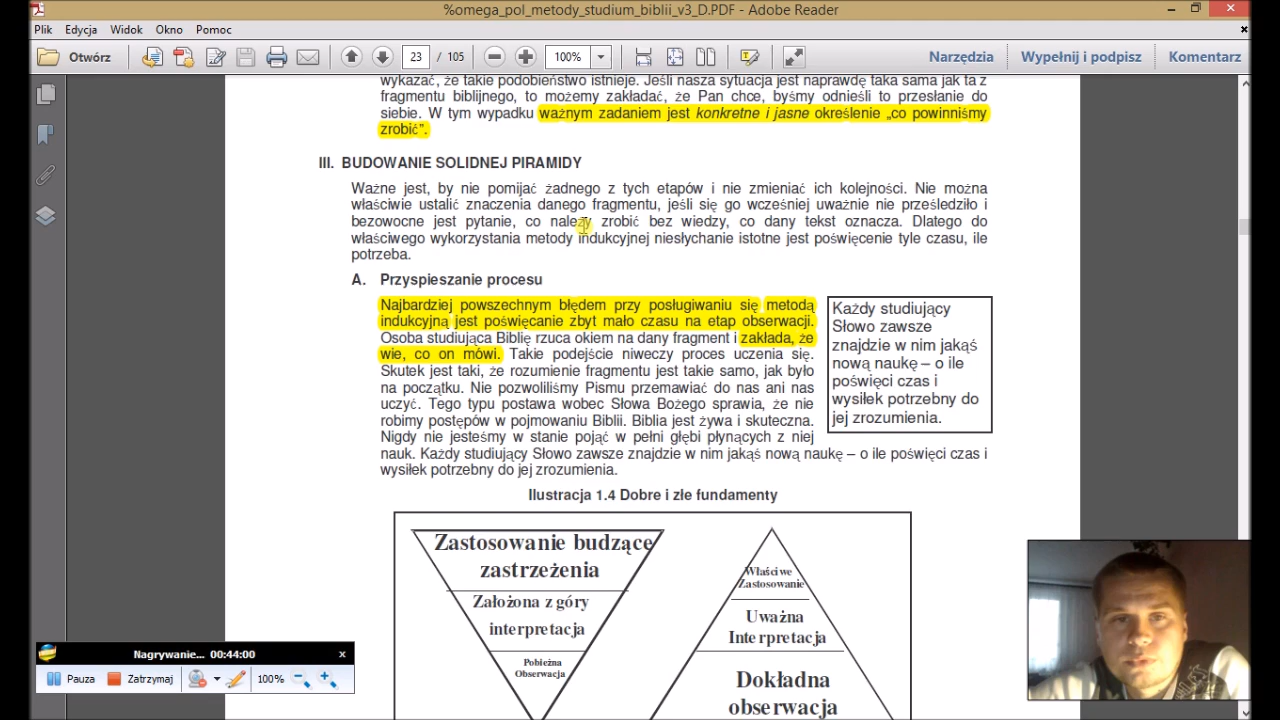 %omega_pol_metody_studium_biblii_v3_D.PDF - Adobe Reader
Plik Edycja Widok Okno Pomoc
Otwórz 23 / 105 100% Narzędzia Wypełnij i podpisz Komentarz
wykazać, że takie podobieństwo istnieje. Jeśli nasza sytuacja jest naprawdę taka sama jak ta z
fragmentu biblijnego, to możemy zakładać, że Pan chce, byśmy odnieśli to przesłanie do
siebie. W tym wypadku ważnym zadaniem jest konkretne i jasne określenie „co powinniśmy
zrobić”.
III. BUDOWANIE SOLIDNEJ PIRAMIDY
Ważne jest, by nie pomijać żadnego z tych etapów i nie zmieniać ich kolejności. Nie można
właściwie ustalić znaczenia danego fragmentu, jeśli się go wcześniej uważnie nie prześledziło i
bezowocne jest pytanie, co należy zrobić bez wiedzy, co dany tekst oznacza. Dlatego do
właściwego wykorzystania metody indukcyjnej niesłychanie istotne jest poświęcenie tyle czasu, ile
potrzeba.
A. Przyspieszanie procesu
Najbardziej powszechnym błędem przy posługiwaniu się metodą
indukcyjną jest poświęcanie zbyt mało czasu na etap obserwacji.
Osoba studiująca Biblię rzuca okiem na dany fragment i zakłada, że
wie, co on mówi. Takie podejście niweczy proces uczenia się.
Skutek jest taki, że rozumienie fragmentu jest takie samo, jak było
na początku. Nie pozwoliliśmy Pismu przemawiać do nas ani nas
uczyć. Tego typu postawa wobec Słowa Bożego sprawia, że nie
robimy postępów w pojmowaniu Biblii. Biblia jest żywa i skuteczna.
Nigdy nie jesteśmy w stanie pojąć w pełni głębi płynących z niej
nauk. Każdy studiujący Słowo zawsze znajdzie w nim jakąś nową naukę – o ile poświęci czas i
wysiłek potrzebny do jej zrozumienia.
Każdy studiujący
Słowo zawsze
znajdzie w nim jakąś
nową naukę – o ile
poświęci czas i
wysiłek potrzebny do
jej zrozumienia.
Ilustracja 1.4 Dobre i złe fundamenty
Zastosowanie budzące
zastrzeżenia
Założona z góry
interpretacja
Pobieżna
Obserwacja
Właściwe
Zastosowanie
Uważna
Interpretacja
Dokładna
obserwacja
Nagrywanie... 00:44:00
Pauza Zatrzymaj 100%